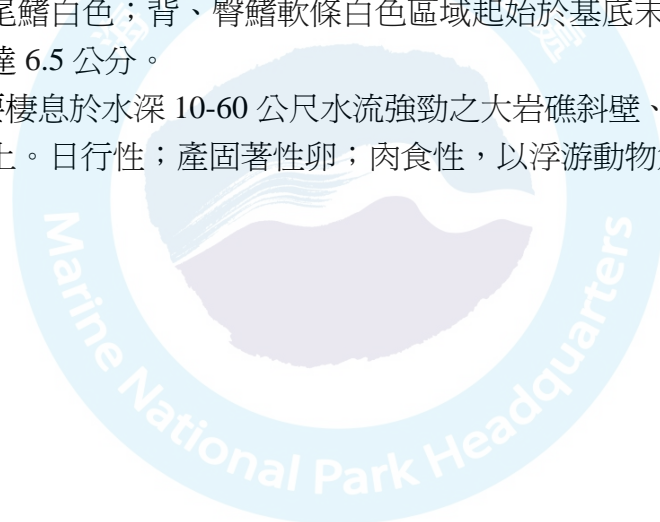 尾鰭白色；背、臀鰭軟條白色區域起始於基底末
達 6.5 公分。
棲息於水深 10-60 公尺水流強勁之大岩礁斜壁、
上。日行性；產固著性卵；肉食性，以浮游動物
Marine National Park Headquarters
處